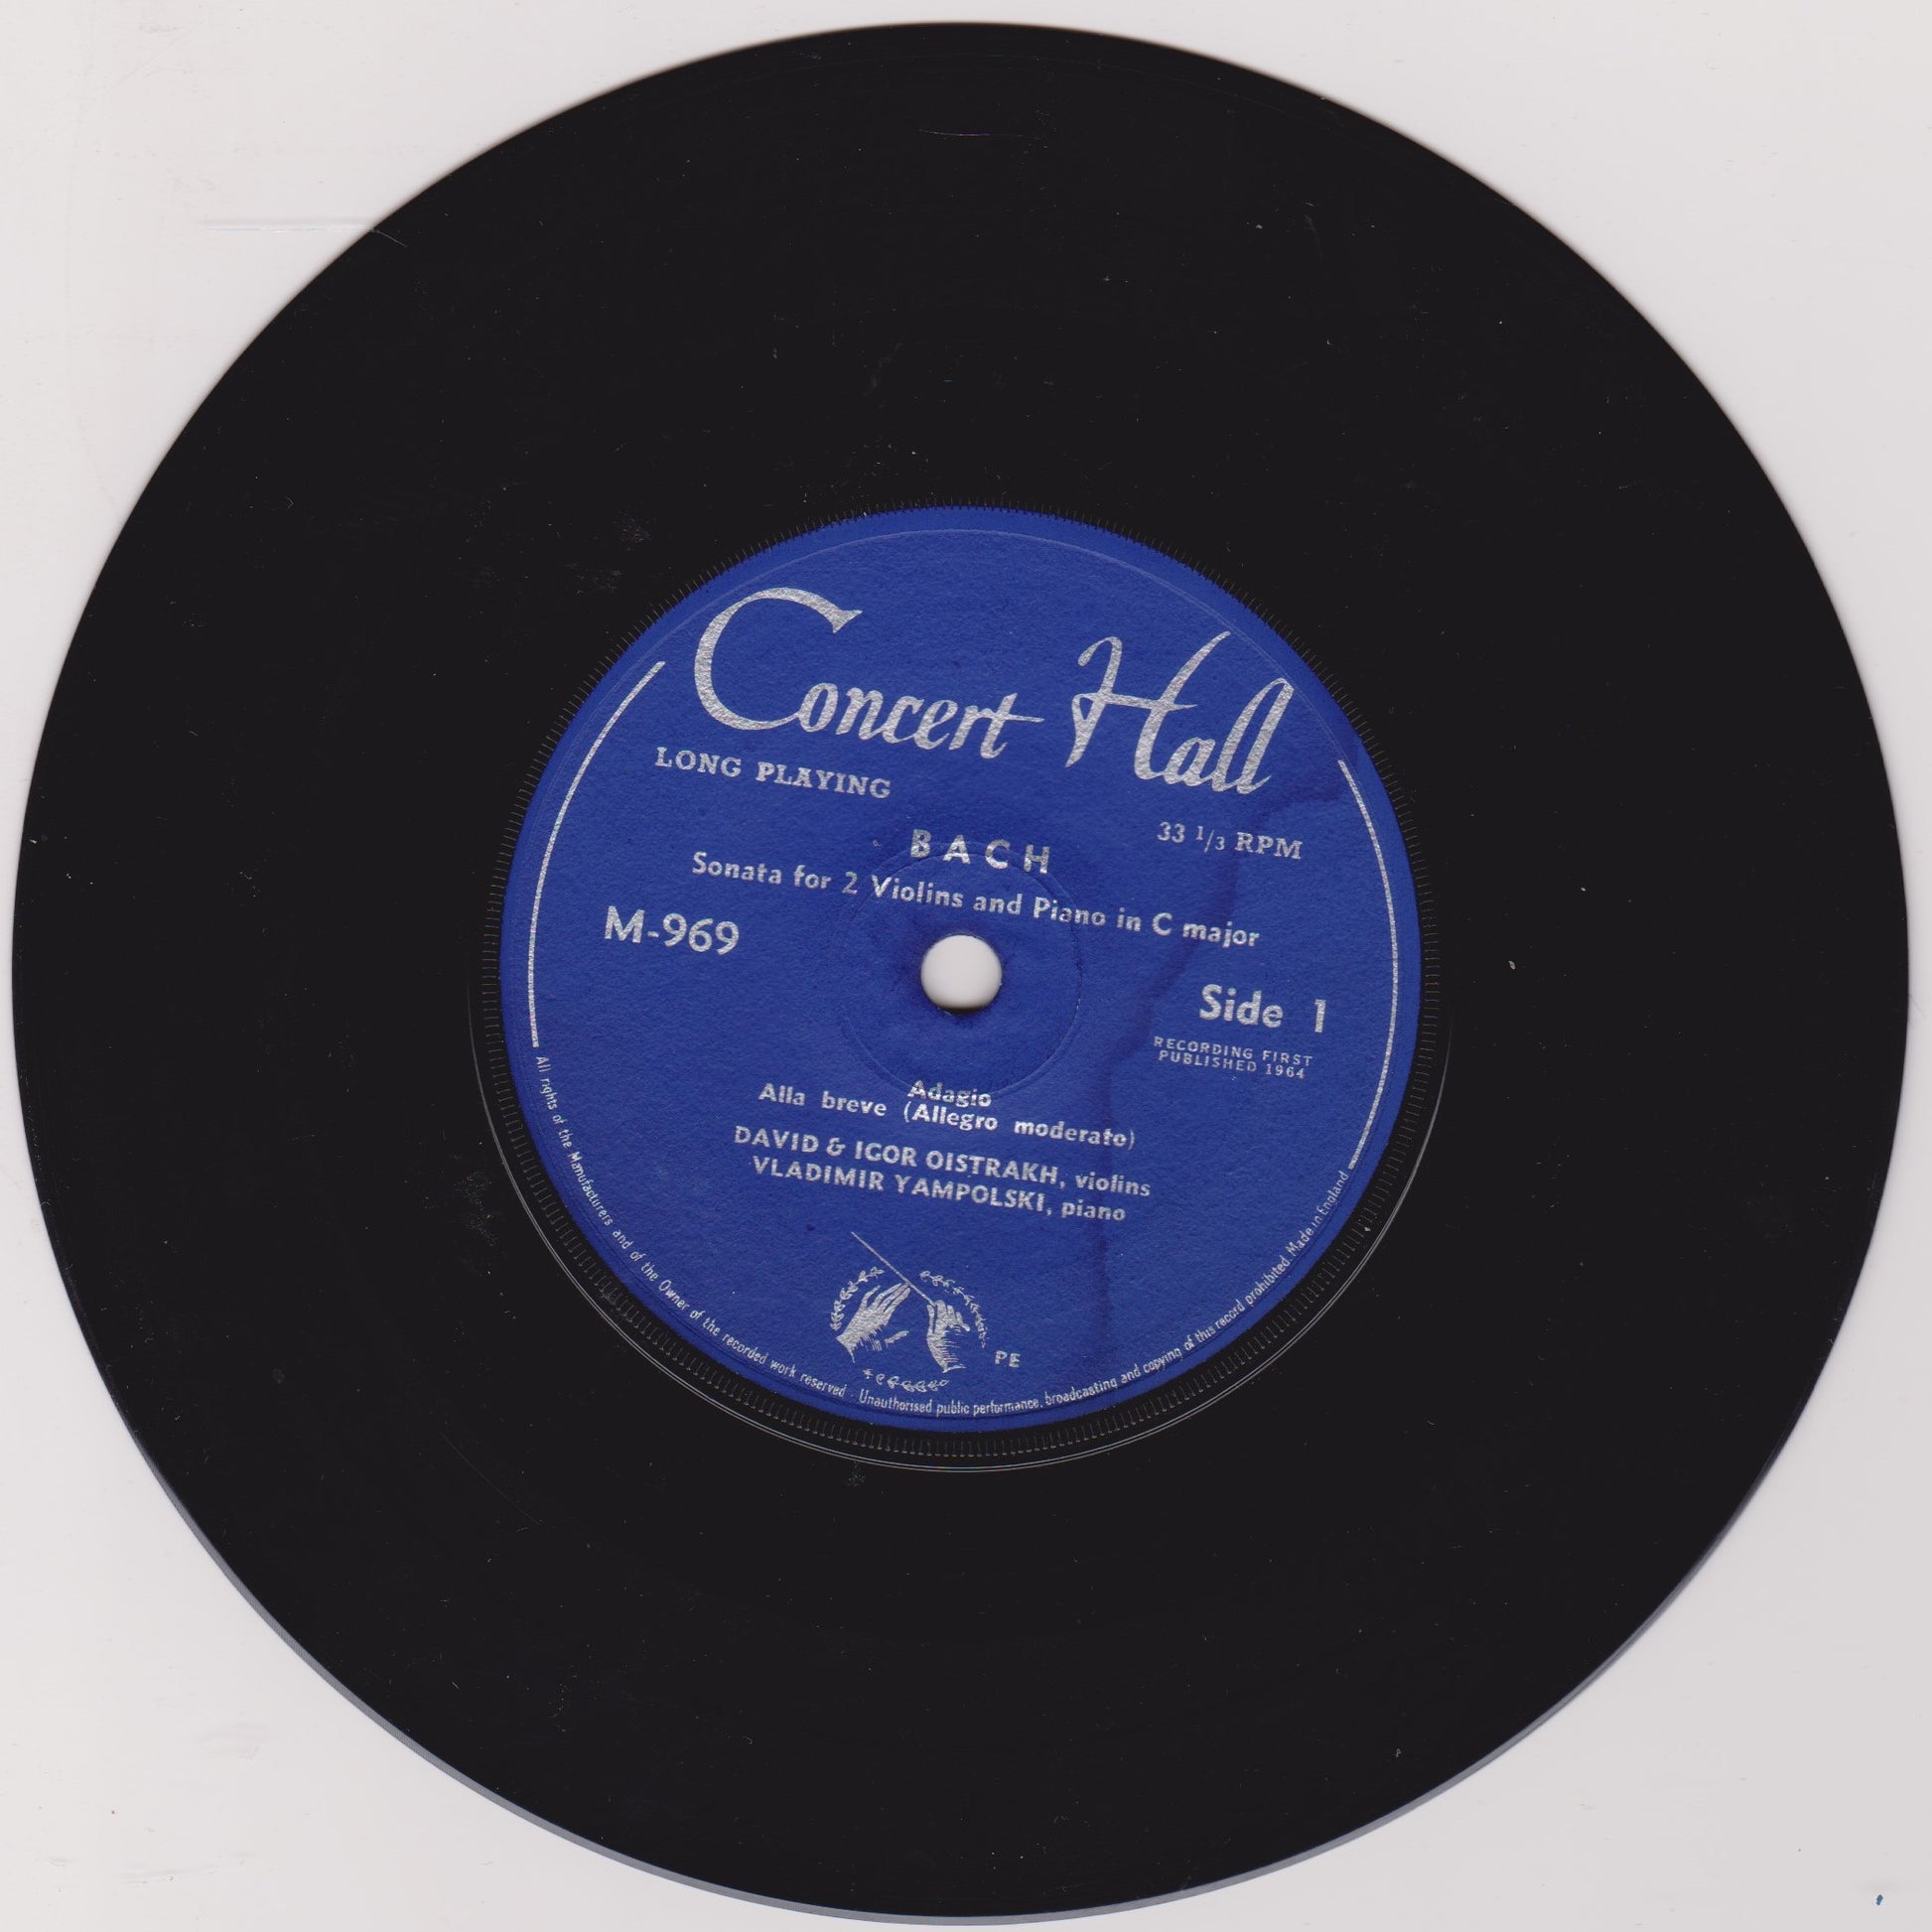 Concert Hall
LONG PLAYING
33 1/3 RPM
BACH
Sonata for 2 Violins and Piano in C major
M-969
Side 1
RECORDING FIRST
PUBLISHED 1964
Adagio
Alla breve (Allegro moderato)
DAVID & IGOR OISTRAKH, violins
VLADIMIR YAMPOLSKI, piano
PE
All rights of the Manufacturers and of the Owner of the recorded work reserved · Unauthorised public performance, broadcasting and copying of this record prohibited. Made in England